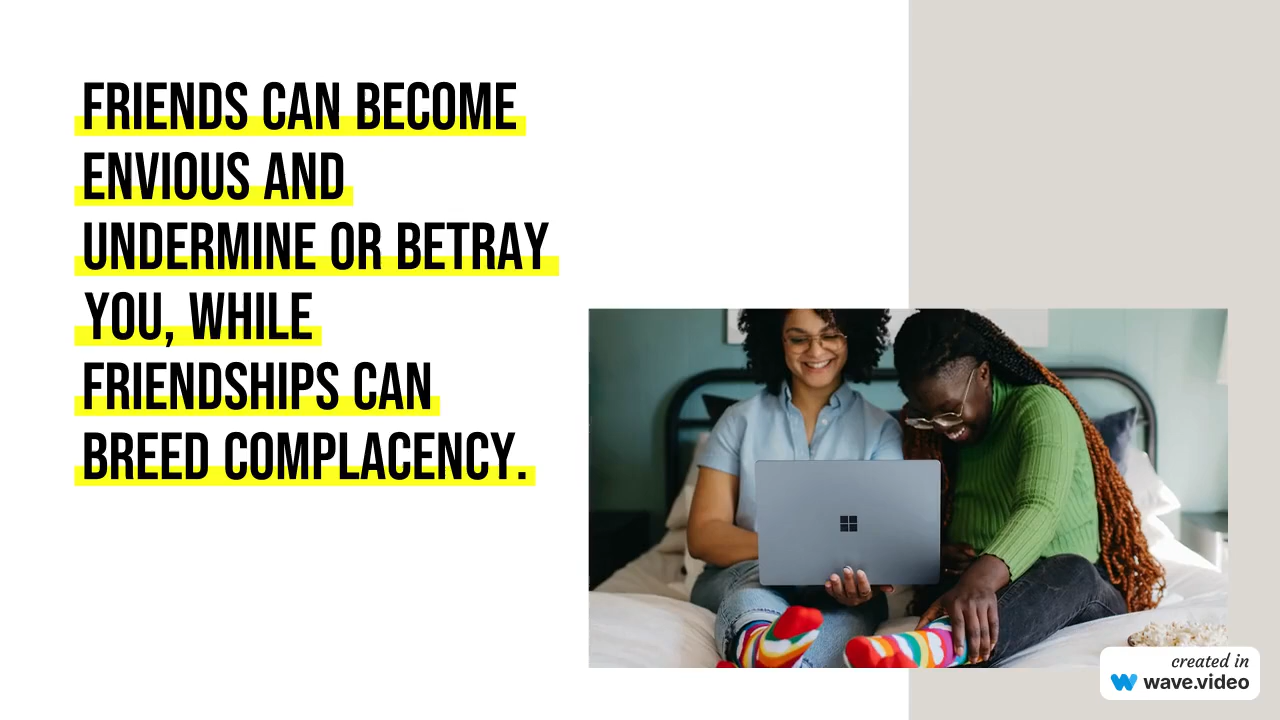 FRIENDS CAN BECOME
ENVIOUS AND
UNDERMINE OR BETRAY
YOU, WHILE
FRIENDSHIPS CAN
BREED COMPLACENCY.
created in
wave.video